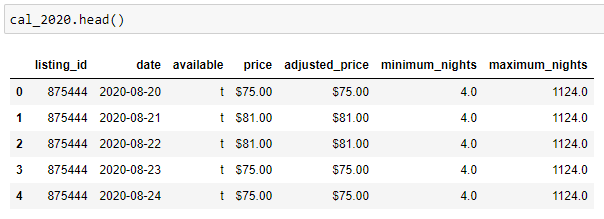 cal_2020.head()
listing_id date available price adjusted_price minimum_nights maximum_nights
0 875444 2020-08-20 t $75.00 $75.00 4.0 1124.0
1 875444 2020-08-21 t $81.00 $81.00 4.0 1124.0
2 875444 2020-08-22 t $81.00 $81.00 4.0 1124.0
3 875444 2020-08-23 t $75.00 $75.00 4.0 1124.0
4 875444 2020-08-24 t $75.00 $75.00 4.0 1124.0